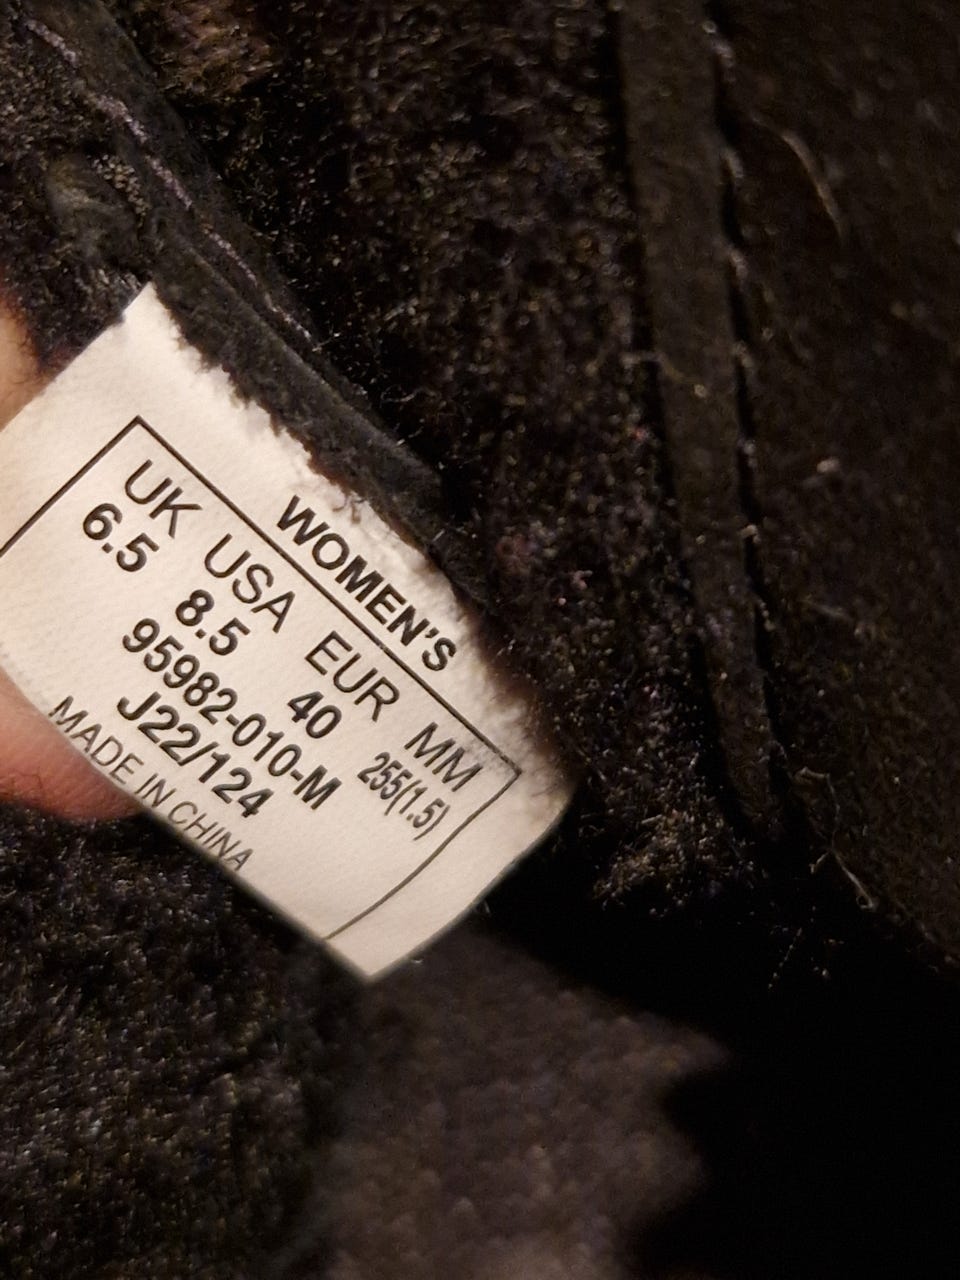 WOMEN'S
UK USA EUR MM
6.5 8.5 40 255(1.5)
95982-010-M
J22/124
MADE IN CHINA